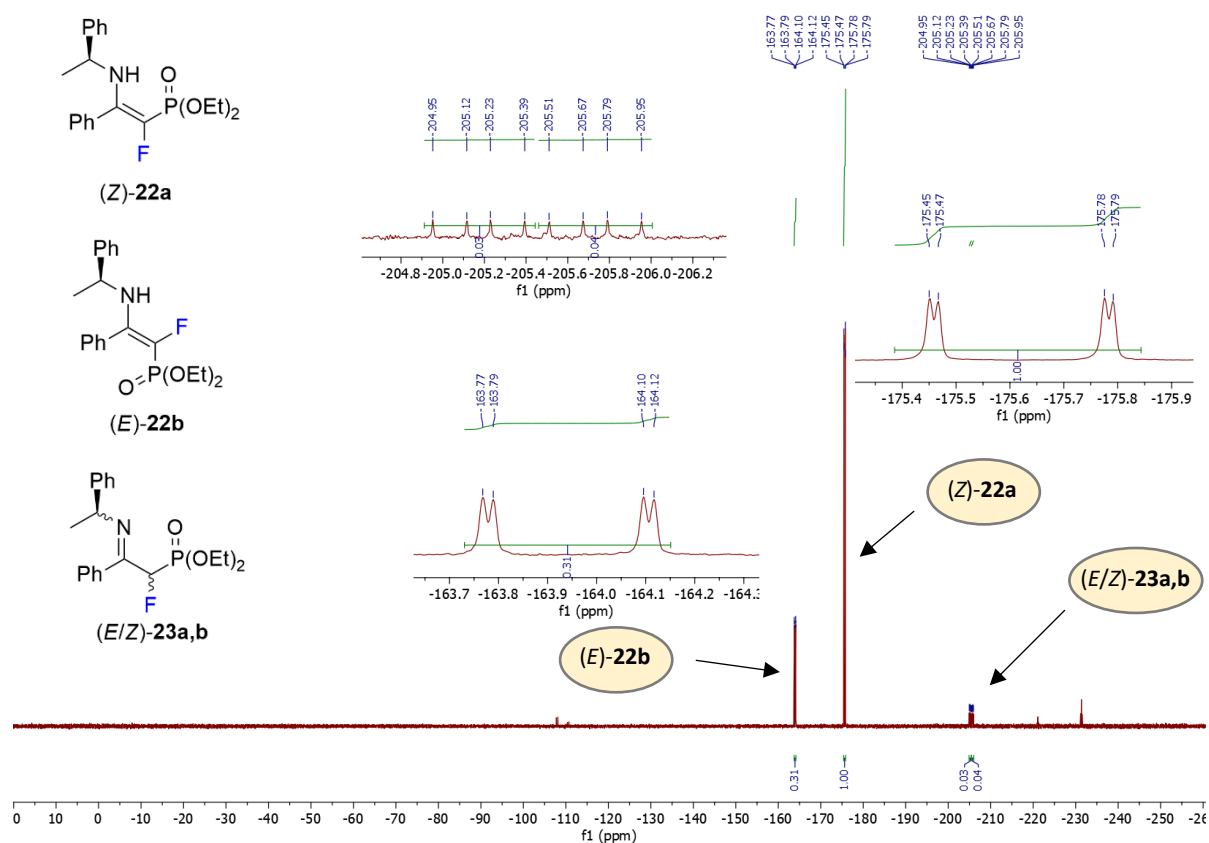 Ph
NH
O
P(OEt)2
Ph
F
(Z)-22a
Ph
NH
F
Ph
P(OEt)2
O
(E)-22b
Ph
N
O
P(OEt)2
Ph
F
(E/Z)-23a,b
-163.77
-163.79
-164.10
-164.12
-175.45
-175.47
-175.78
-175.79
-204.95
-205.12
-205.23
-205.39
-205.51
-205.67
-205.79
-205.95
-204.95
-205.12
-205.23
-205.39
-205.51
-205.67
-205.79
-205.95
0.03
0.04
-204.8 -205.0 -205.2 -205.4 -205.6 -205.8 -206.0 -206.2
f1 (ppm)
-175.45
-175.47
-175.78
-175.79
1.00
-175.4 -175.5 -175.6 -175.7 -175.8 -175.9
f1 (ppm)
-163.77
-163.79
-164.10
-164.12
0.31
-163.7 -163.8 -163.9 -164.0 -164.1 -164.2 -164.3
f1 (ppm)
(Z)-22a
(E/Z)-23a,b
(E)-22b
0.31
1.00
0.03
0.04
10 0 -10 -20 -30 -40 -50 -60 -70 -80 -90 -100 -110 -120 -130 -140 -150 -160 -170 -180 -190 -200 -210 -220 -230 -240 -250 -26
f1 (ppm)